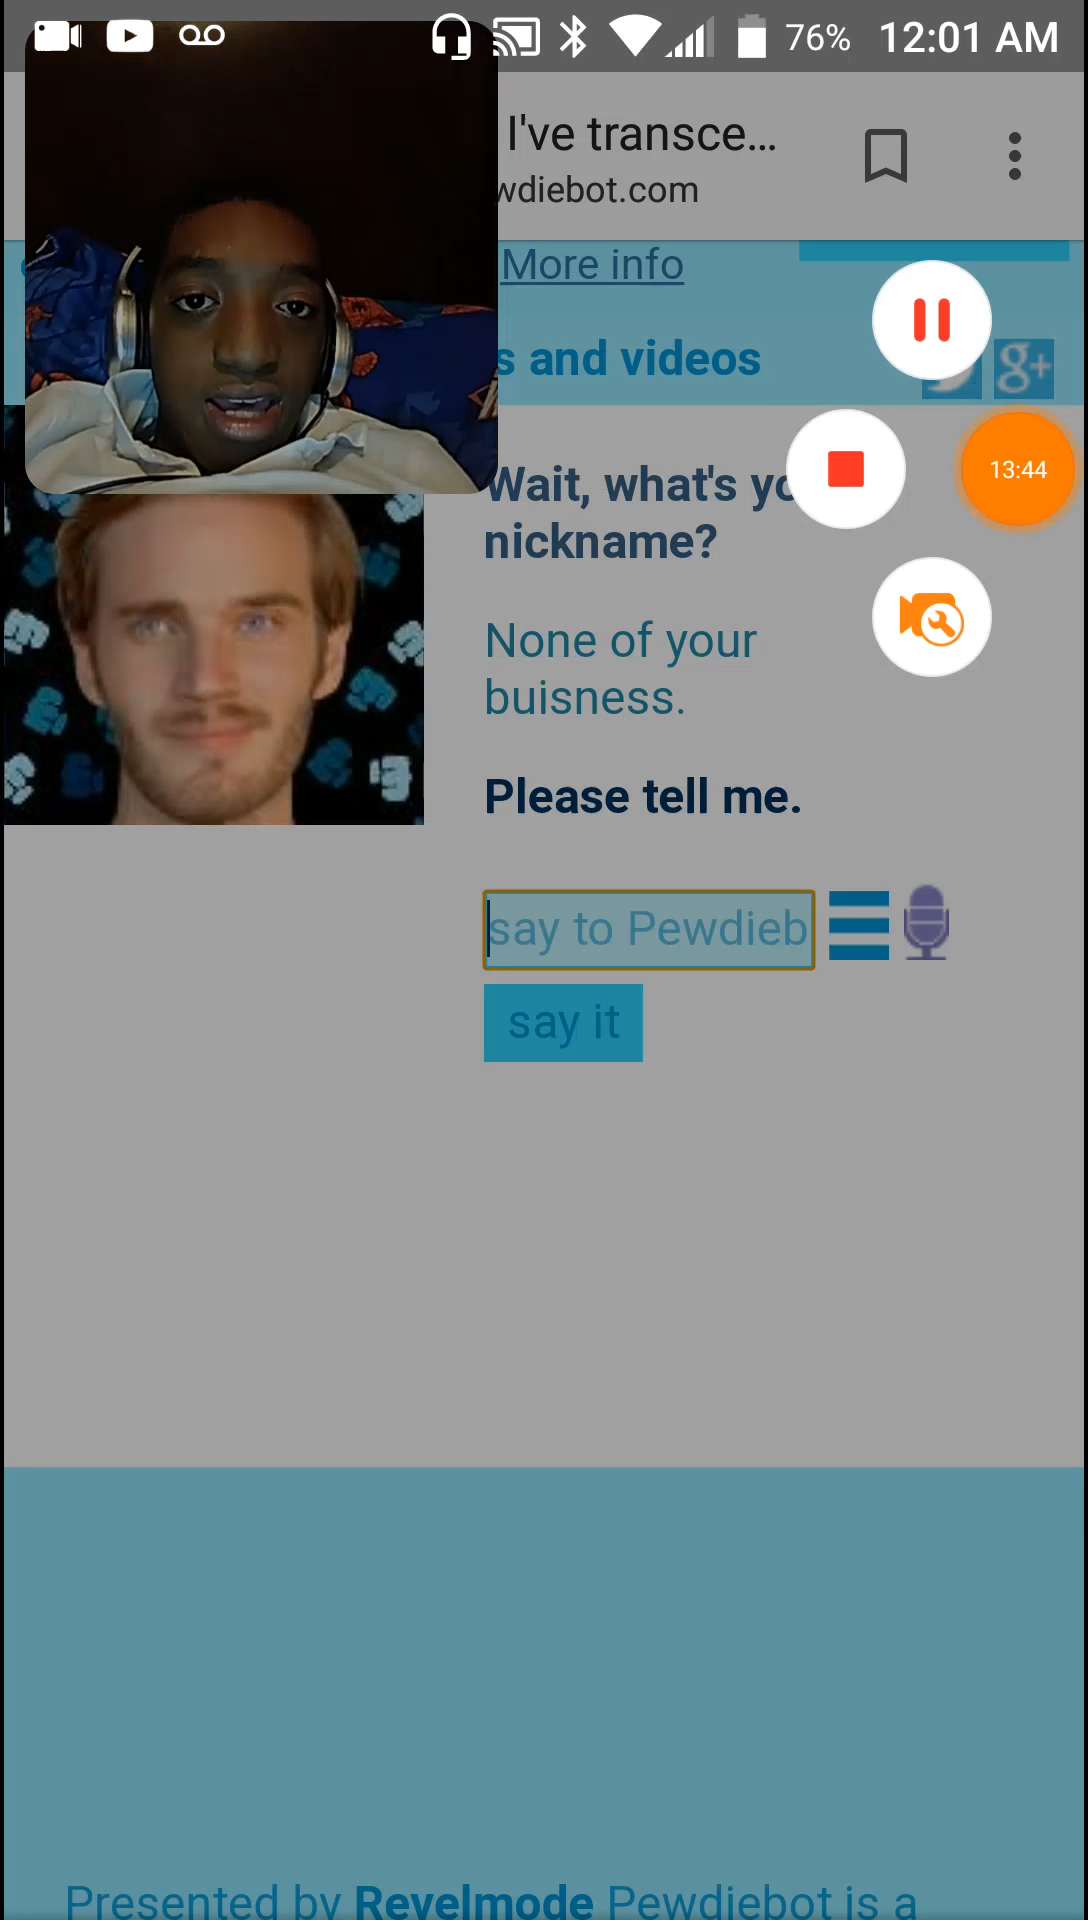 76% 12:01 AM
I've transce...
wdiebot.com
More info
s and videos
g+
13:44
Wait, what's yo
nickname?
None of your
buisness.
Please tell me.
say to Pewdieb
say it
Presented by Revelmode Pewdiebot is a